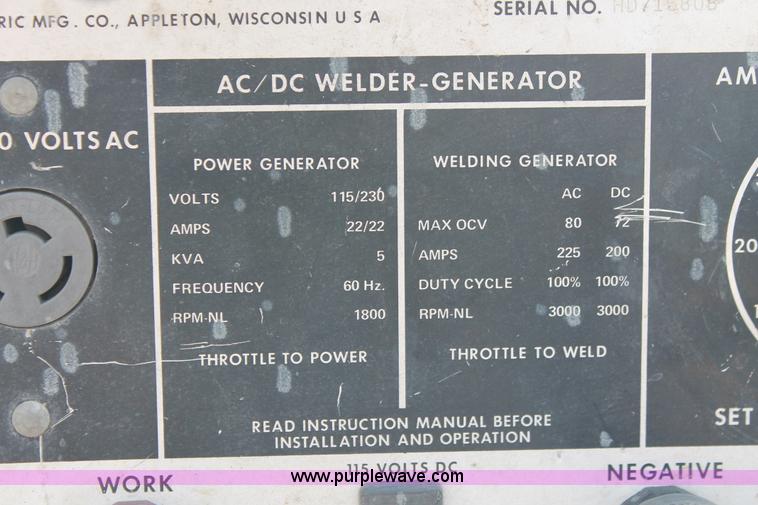 RIC MFG. CO., APPLETON, WISCONSIN U S A
SERIAL NO.
AC/DC WELDER-GENERATOR
AM
0 VOLTS AC
POWER GENERATOR
VOLTS 115/230
AMPS 22/22
KVA 5
FREQUENCY 60 Hz.
RPM-NL 1800
THROTTLE TO POWER
WELDING GENERATOR
AC DC
MAX OCV 80 72
AMPS 225 200
DUTY CYCLE 100% 100%
RPM-NL 3000 3000
THROTTLE TO WELD
20
SET
READ INSTRUCTION MANUAL BEFORE
INSTALLATION AND OPERATION
115 VOLTS DC
WORK
NEGATIVE
www.purplewave.com